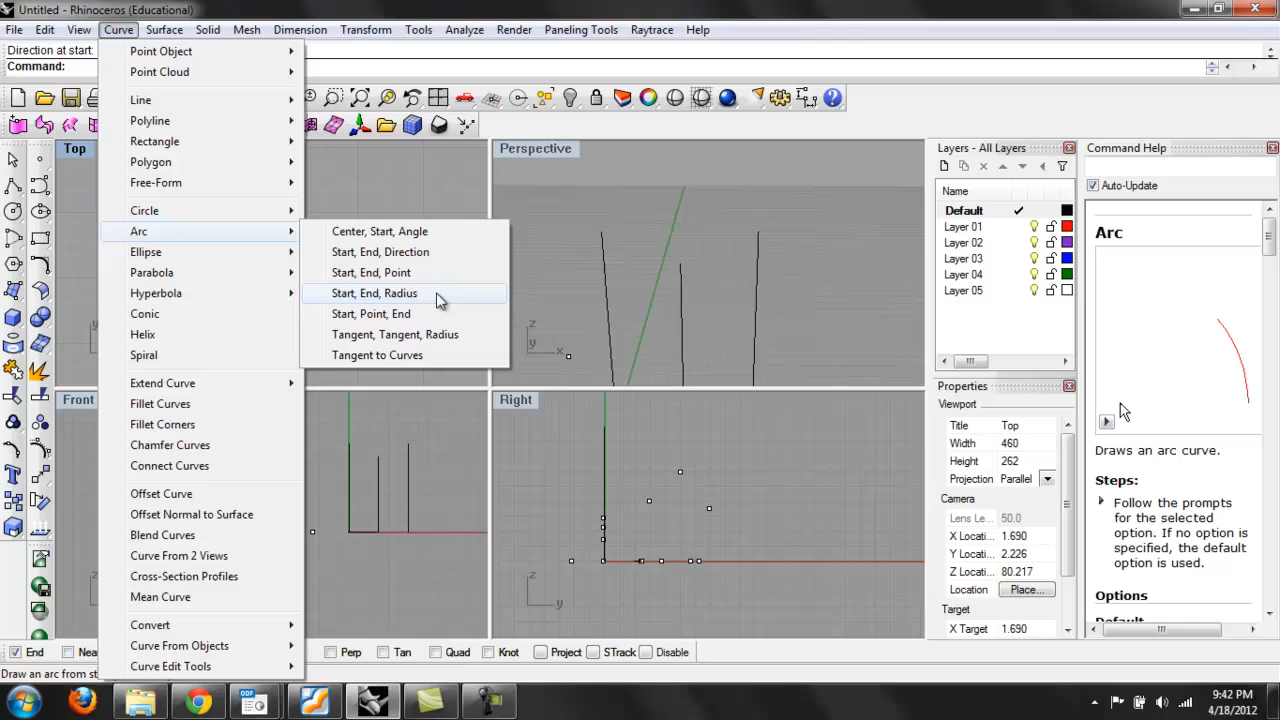 Untitled - Rhinoceros (Educational)
File Edit View Curve Surface Solid Mesh Dimension Transform Tools Analyze Render Paneling Tools Raytrace Help
Direction at start:
Command:
Point Object
Point Cloud
Line
Polyline
Rectangle
Polygon
Free-Form
Circle
Arc
Ellipse
Parabola
Hyperbola
Conic
Helix
Spiral
Extend Curve
Fillet Curves
Fillet Corners
Chamfer Curves
Connect Curves
Offset Curve
Offset Normal to Surface
Blend Curves
Curve From 2 Views
Cross-Section Profiles
Mean Curve
Convert
Curve From Objects
Curve Edit Tools
Center, Start, Angle
Start, End, Direction
Start, End, Point
Start, End, Radius
Start, Point, End
Tangent, Tangent, Radius
Tangent to Curves
Top
Perspective
z
x
y
Front
Right
z
y
Layers - All Layers
Name
Default
Layer 01
Layer 02
Layer 03
Layer 04
Layer 05
Properties
Viewport
Title Top
Width 460
Height 262
Projection Parallel
Camera
Lens Le... 50.0
X Locati... 1.690
Y Locati... 2.226
Z Locati... 80.217
Location Place...
Target
X Target 1.690
Command Help
Auto-Update
Arc
Draws an arc curve.
Steps:
Follow the prompts
for the selected
option. If no option is
specified, the default
option is used.
Options
End Nea Perp Tan Quad Knot Project STrack Disable
Draw an arc from st
9:42 PM
4/18/2012